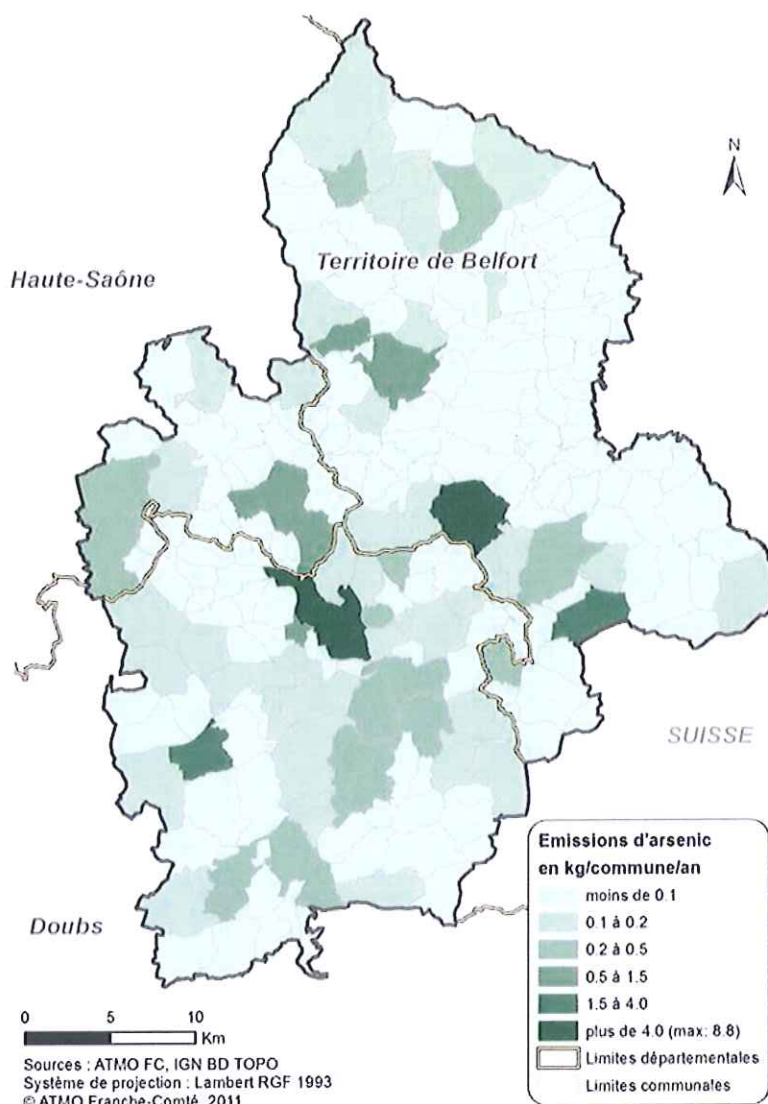 N
Haute-Saône
Territoire de Belfort
SUISSE
Doubs
Emissions d'arsenic
en kg/commune/an
moins de 0.1
0.1 à 0.2
0.2 à 0.5
0.5 à 1.5
1.5 à 4.0
plus de 4.0 (max: 8.8)
Limites départementales
Limites communales
0 5 10
Km
Sources : ATMO FC, IGN BD TOPO
Système de projection : Lambert RGF 1993
© ATMO Franche-Comté, 2011